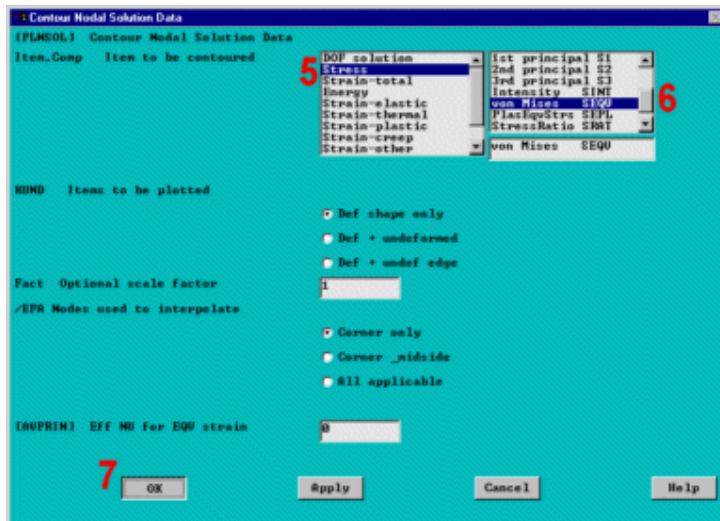 Contour Nodal Solution Data
[PLNSOL] Contour Nodal Solution Data
Item,Comp Item to be contoured
5
DOF solution
Stress
Strain-total
Energy
Strain-elastic
Strain-thermal
Strain-plastic
Strain-creep
Strain-other
1st principal S1
2nd principal S2
3rd principal S3
Intensity SINT
von Mises SEQV
PlasEqvStrs SEPL
StressRatio SRAT
von Mises SEQV
6
KUND Items to be plotted
Def shape only
Def + undeformed
Def + undef edge
Fact Optional scale factor
1
/EFA Nodes used to interpolate
Corner only
Corner _midside
All applicable
[AVPRIN] Eff NU for EQV strain
0
7
OK Apply Cancel Help